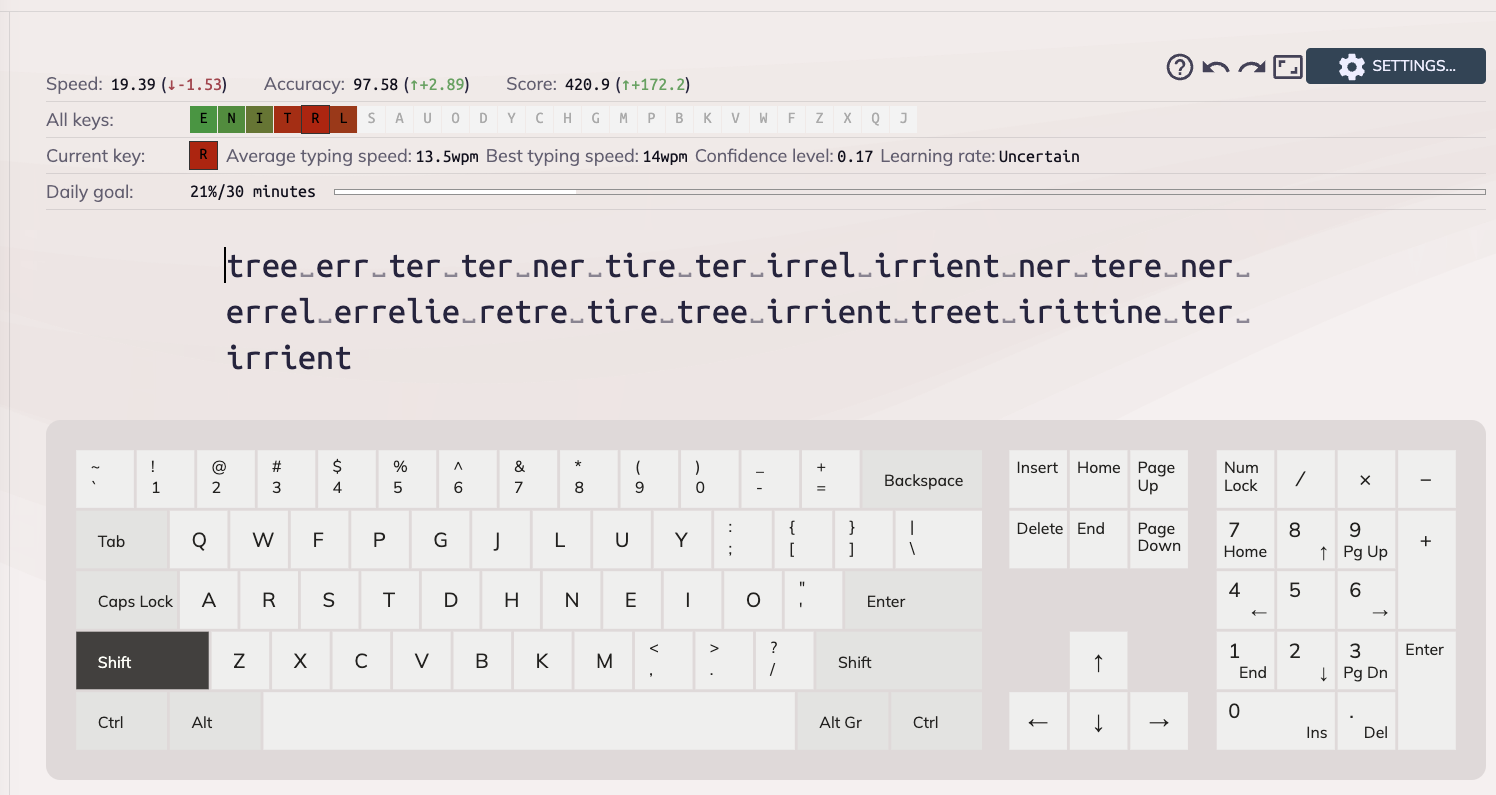 SETTINGS...
Speed: 19.39 (↓-1.53) Accuracy: 97.58 (↑+2.89) Score: 420.9 (↑+172.2)
All keys: E N I T R L S A U O D Y C H G M P B K V W F Z X Q J
Current key: R Average typing speed: 13.5wpm Best typing speed: 14wpm Confidence level: 0.17 Learning rate: Uncertain
Daily goal: 21%/30 minutes
tree␣err␣ter␣ter␣ner␣tire␣ter␣irrel␣irrient␣ner␣tere␣ner␣
errel␣errelie␣retre␣tire␣tree␣irrient␣treet␣irittine␣ter␣
irrient
~ ` ! 1 @ 2 # 3 $ 4 % 5 ^ 6 & 7 * 8 ( 9 ) 0 _ - + = Backspace Insert Home Page Up Num Lock / × −
Tab Q W F P G J L U Y : ; { [ } ] | \ Delete End Page Down 7 Home 8 ↑ 9 Pg Up +
Caps Lock A R S T D H N E I O " ' Enter 4 ← 5 6 →
Shift Z X C V B K M < , > . ? / Shift ↑ 1 End 2 ↓ 3 Pg Dn Enter
Ctrl Alt Alt Gr Ctrl ← ↓ → 0 Ins . Del